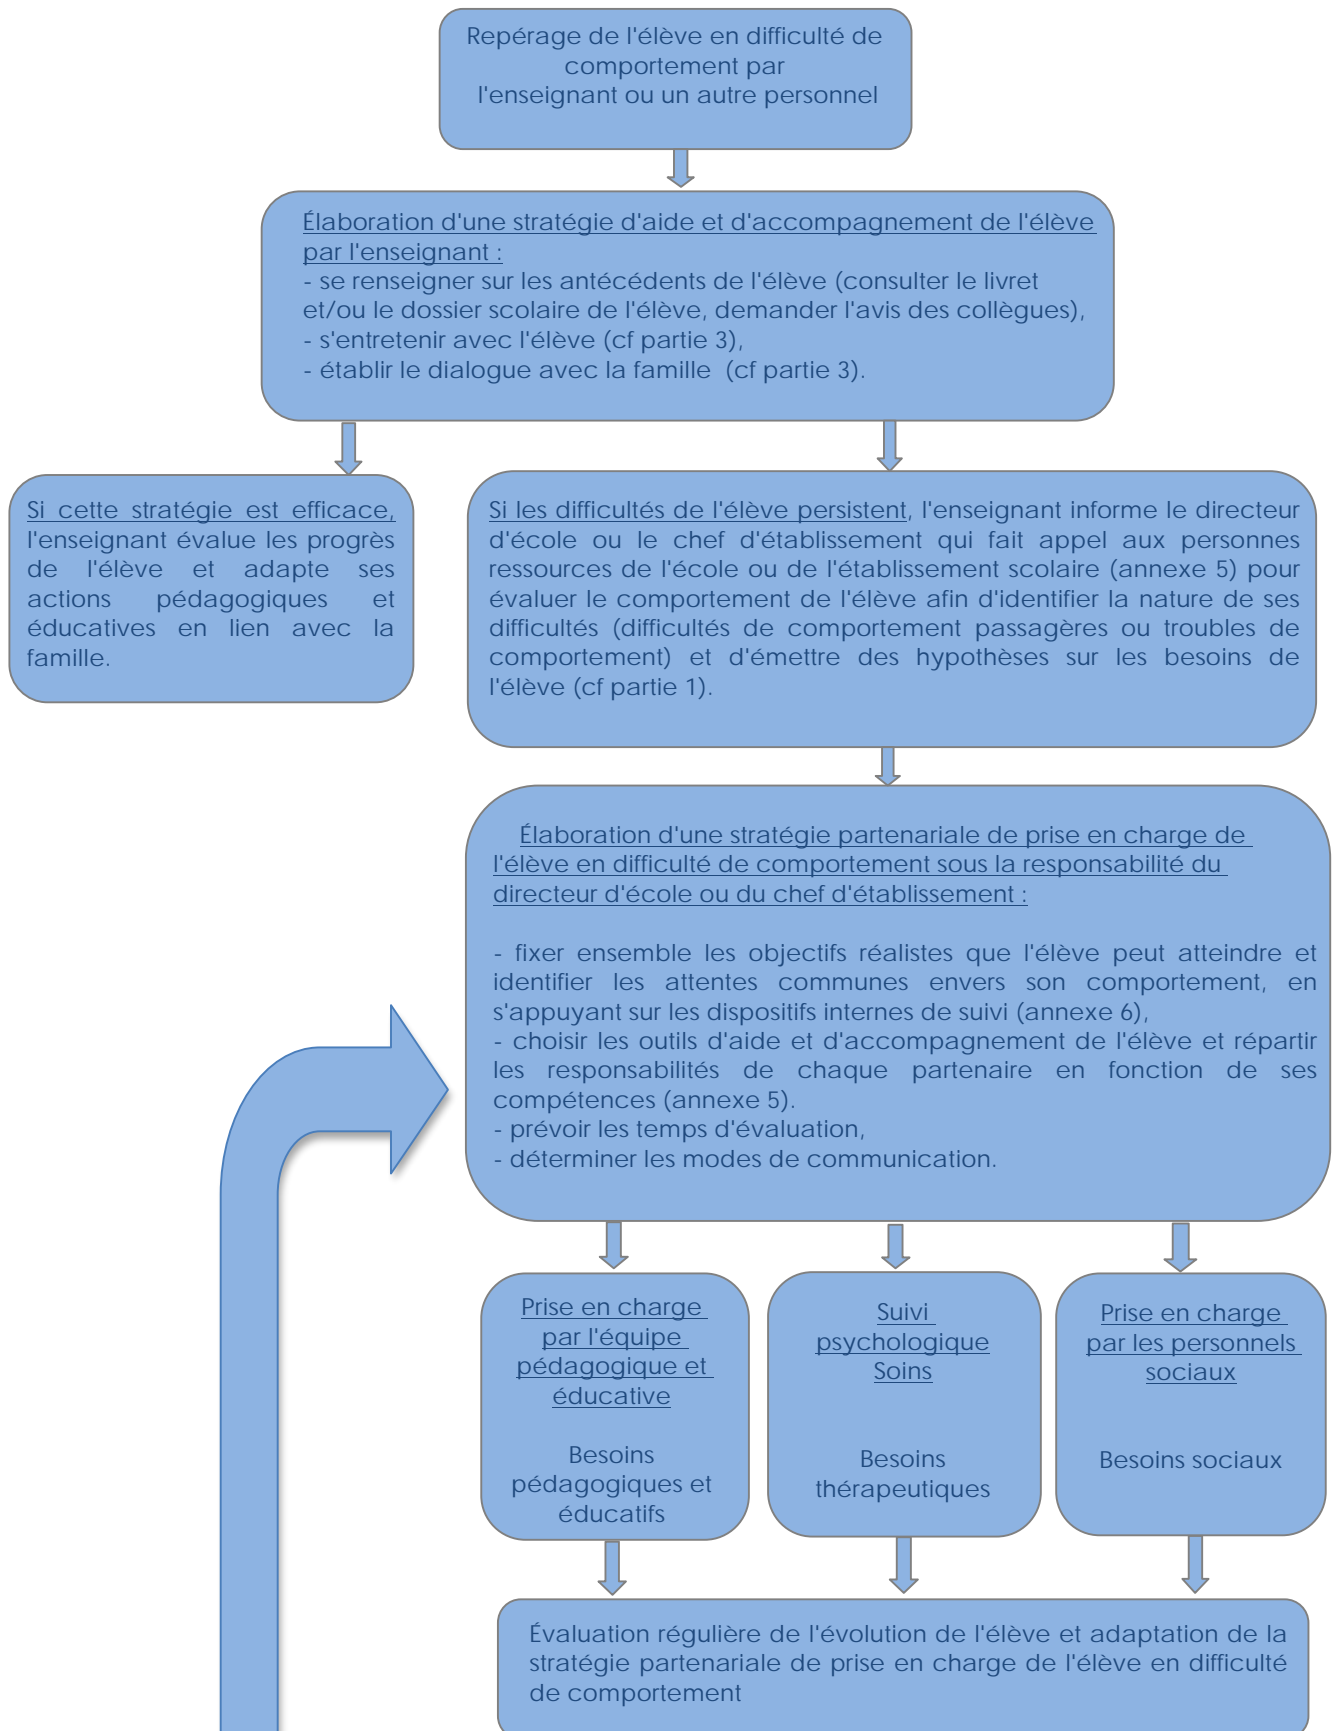 Repérage de l'élève en difficulté de
comportement par
l'enseignant ou un autre personnel
Élaboration d'une stratégie d'aide et d'accompagnement de l'élève
par l'enseignant :
- se renseigner sur les antécédents de l'élève (consulter le livret
et/ou le dossier scolaire de l'élève, demander l'avis des collègues),
- s'entretenir avec l'élève (cf partie 3),
- établir le dialogue avec la famille (cf partie 3).
Si cette stratégie est efficace,
l'enseignant évalue les progrès
de l'élève et adapte ses
actions pédagogiques et
éducatives en lien avec la
famille.
Si les difficultés de l'élève persistent, l'enseignant informe le directeur
d'école ou le chef d'établissement qui fait appel aux personnes
ressources de l'école ou de l'établissement scolaire (annexe 5) pour
évaluer le comportement de l'élève afin d'identifier la nature de ses
difficultés (difficultés de comportement passagères ou troubles de
comportement) et d'émettre des hypothèses sur les besoins de
l'élève (cf partie 1).
Élaboration d'une stratégie partenariale de prise en charge de
l'élève en difficulté de comportement sous la responsabilité du
directeur d'école ou du chef d'établissement :
- fixer ensemble les objectifs réalistes que l'élève peut atteindre et
identifier les attentes communes envers son comportement, en
s'appuyant sur les dispositifs internes de suivi (annexe 6),
- choisir les outils d'aide et d'accompagnement de l'élève et répartir
les responsabilités de chaque partenaire en fonction de ses
compétences (annexe 5).
- prévoir les temps d'évaluation,
- déterminer les modes de communication.
Prise en charge
par l'équipe
pédagogique et
éducative
Besoins
pédagogiques et
éducatifs
Suivi
psychologique
Soins
Besoins
thérapeutiques
Prise en charge
par les personnels
sociaux
Besoins sociaux
Évaluation régulière de l'évolution de l'élève et adaptation de la
stratégie partenariale de prise en charge de l'élève en difficulté
de comportement